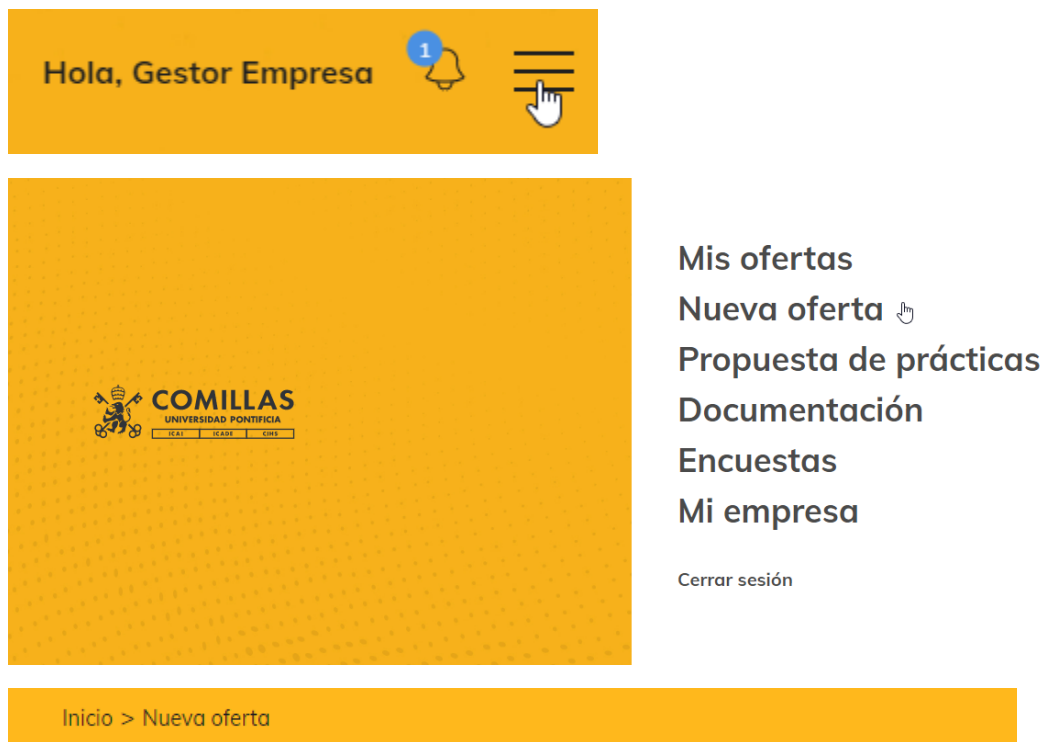 Hola, Gestor Empresa
1
COMILLAS
UNIVERSIDAD PONTIFICIA
ICAI ICADE CIHS
Mis ofertas
Nueva oferta
Propuesta de prácticas
Documentación
Encuestas
Mi empresa
Cerrar sesión
Inicio > Nueva oferta